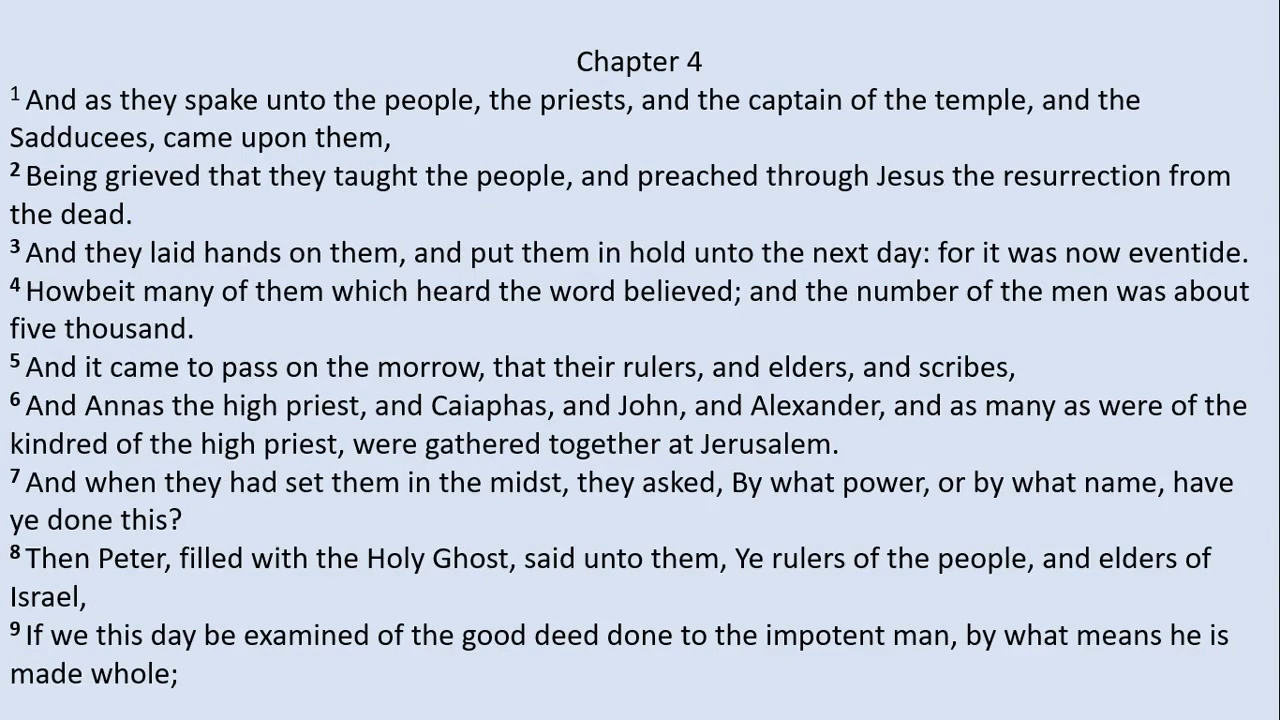 Chapter 4
1 And as they spake unto the people, the priests, and the captain of the temple, and the
Sadducees, came upon them,
2 Being grieved that they taught the people, and preached through Jesus the resurrection from
the dead.
3 And they laid hands on them, and put them in hold unto the next day: for it was now eventide.
4 Howbeit many of them which heard the word believed; and the number of the men was about
five thousand.
5 And it came to pass on the morrow, that their rulers, and elders, and scribes,
6 And Annas the high priest, and Caiaphas, and John, and Alexander, and as many as were of the
kindred of the high priest, were gathered together at Jerusalem.
7 And when they had set them in the midst, they asked, By what power, or by what name, have
ye done this?
8 Then Peter, filled with the Holy Ghost, said unto them, Ye rulers of the people, and elders of
Israel,
9 If we this day be examined of the good deed done to the impotent man, by what means he is
made whole;